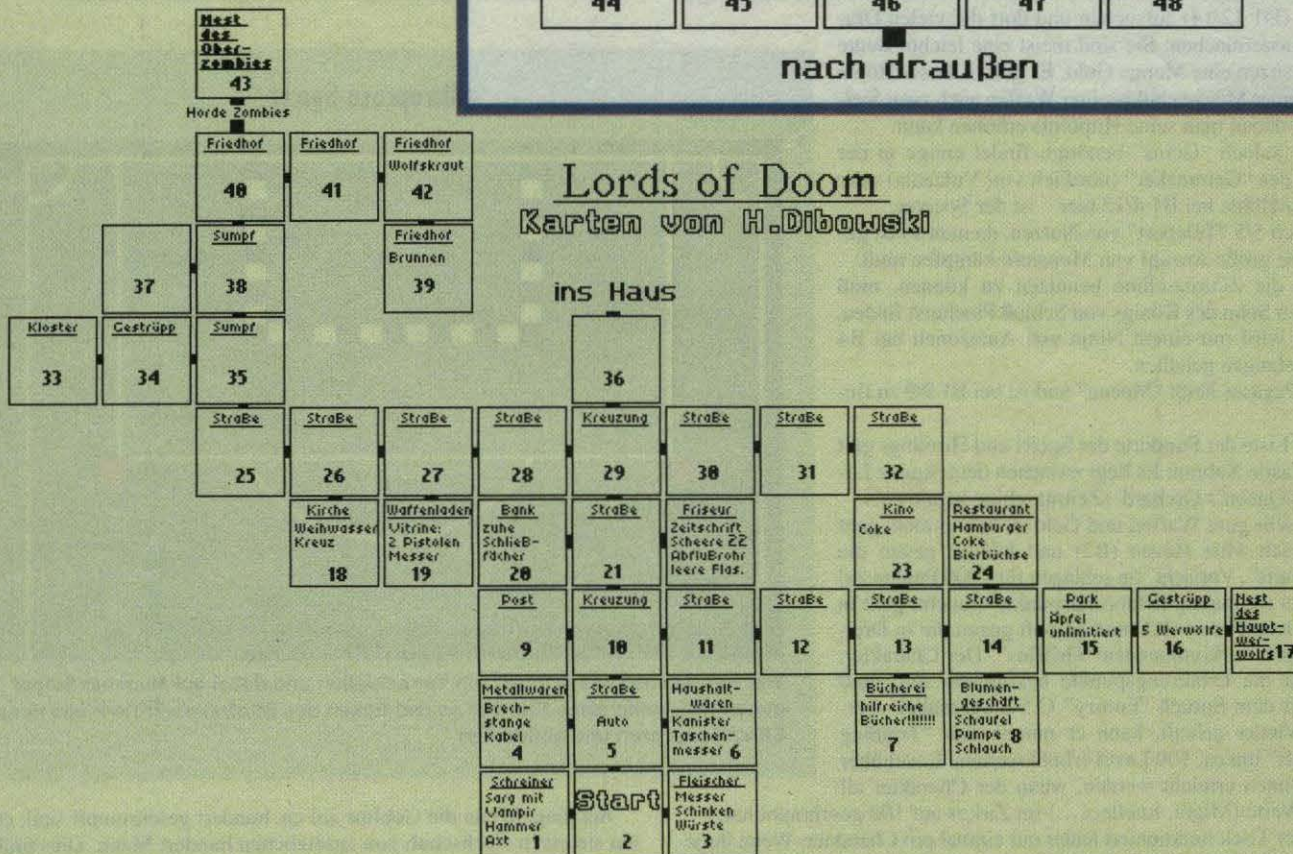 44 45 46 47 48
nach draußen
Nest
des
Ober-
zombies
43
Horde Zombies
Friedhof
40
Friedhof
41
Friedhof
Wolfskraut
42
Lords of Doom
Karten von H.Dibowski
37
Sumpf
38
Friedhof
Brunnen
39
ins Haus
Kloster
33
Gestrüpp
34
Sumpf
35
36
Straße
25
Straße
26
Straße
27
Straße
28
Kreuzung
29
Straße
30
Straße
31
Straße
32
Kirche
Weihwasser
Kreuz
18
Waffenladen
Vitrine:
2 Pistolen
Messer
19
Bank
zuhe
Schließ-
fächer
20
Straße
21
Friseur
Zeitschrift
Scheere 22
Abflußrohr
leere Flas.
Kino
Coke
23
Restaurant
Hamburger
Coke
Bierbüchse
24
Post
9
Kreuzung
10
Straße
11
Straße
12
Straße
13
Straße
14
Park
Äpfel
unlimitiert
15
Gestrüpp
5 Werwölfe
16
Nest
des
Haupt-
wer-
wolfs17
Metallwaren
Brech-
stange
Kabel
4
Straße
Auto
5
Haushalt-
waren
Kanister
Taschen-
messer 6
Bücherei
hilfreiche
Bücher!!!!!!!
7
Blumen-
geschäft
Schaufel
Pumpe 8
Schlauch
Schreiner
Sarg mit
Vampir
Hammer
Axt 1
Start
2
Fleischer
Messer
Schinken
Würste
3